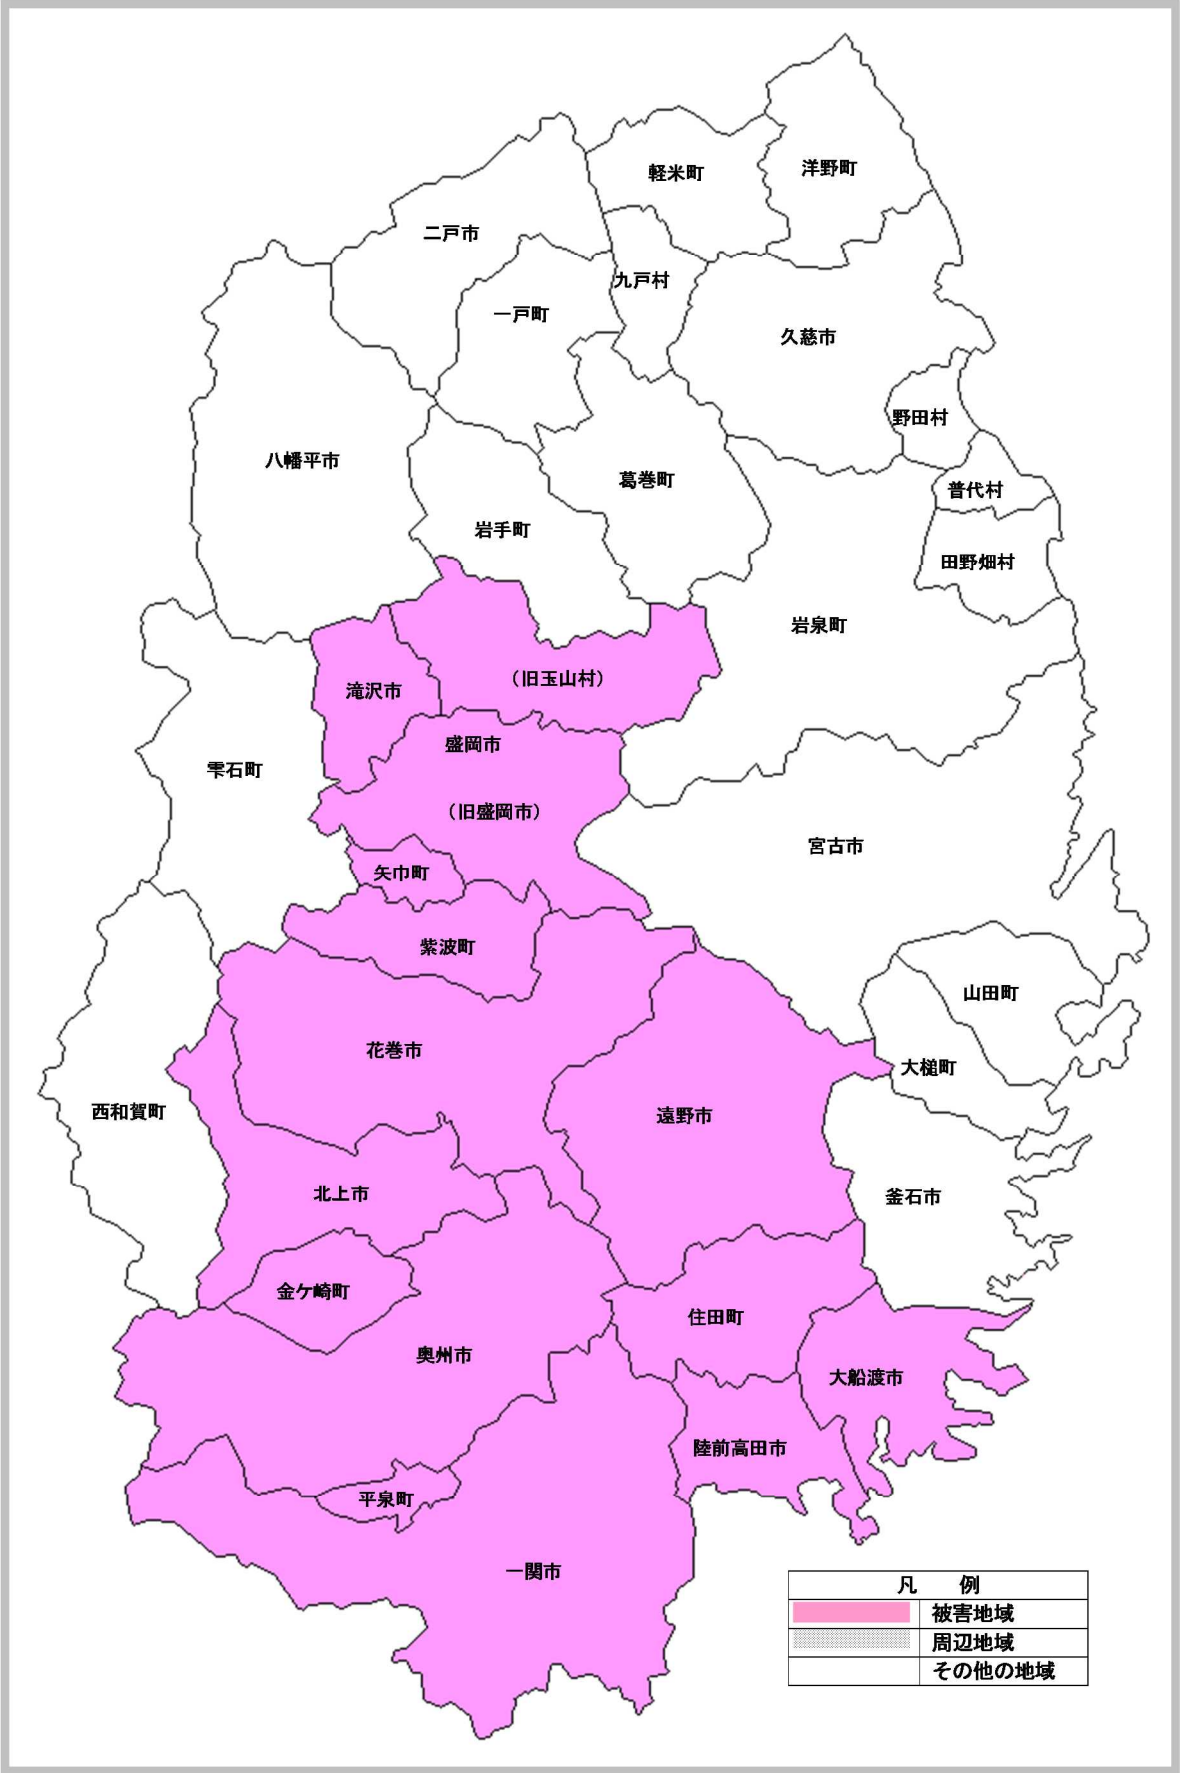 洋野町
軽米町
二戸市
九戸村
一戸町
久慈市
野田村
八幡平市
葛巻町
普代村
岩手町
田野畑村
岩泉町
(旧玉山村)
滝沢市
盛岡市
雫石町
(旧盛岡市)
宮古市
矢巾町
紫波町
山田町
花巻市
大槌町
西和賀町
遠野市
北上市
釜石市
金ケ崎町
住田町
奥州市
大船渡市
陸前高田市
平泉町
一関市
凡　例
被害地域
周辺地域
その他の地域